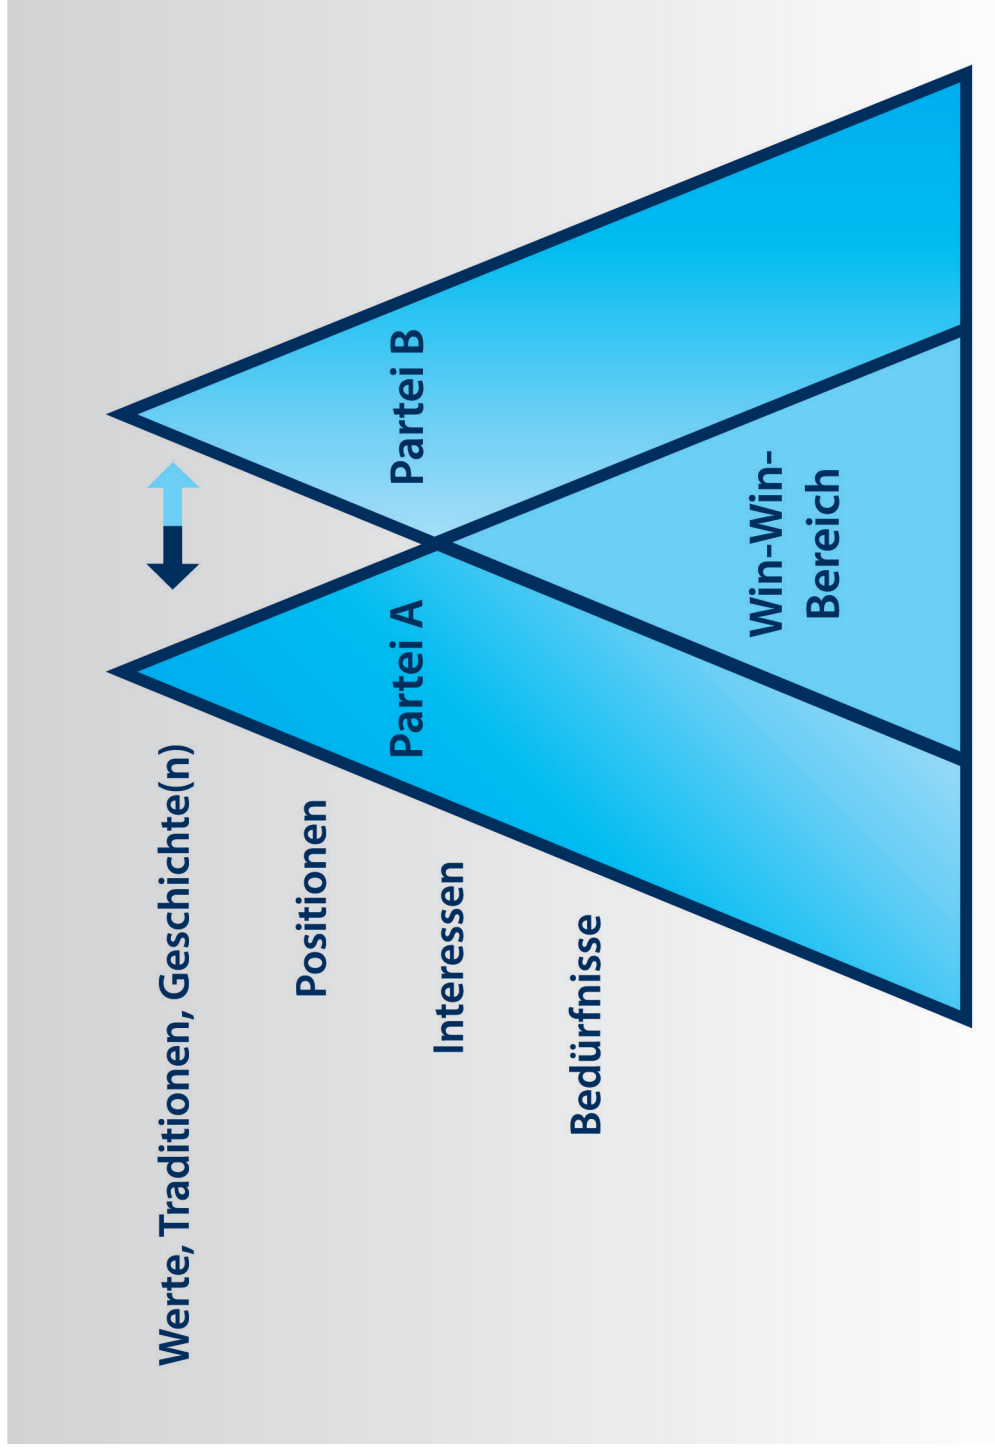 Werte, Traditionen, Geschichte(n)
Positionen
Partei A
Partei B
Interessen
Bedürfnisse
Win-Win-
Bereich